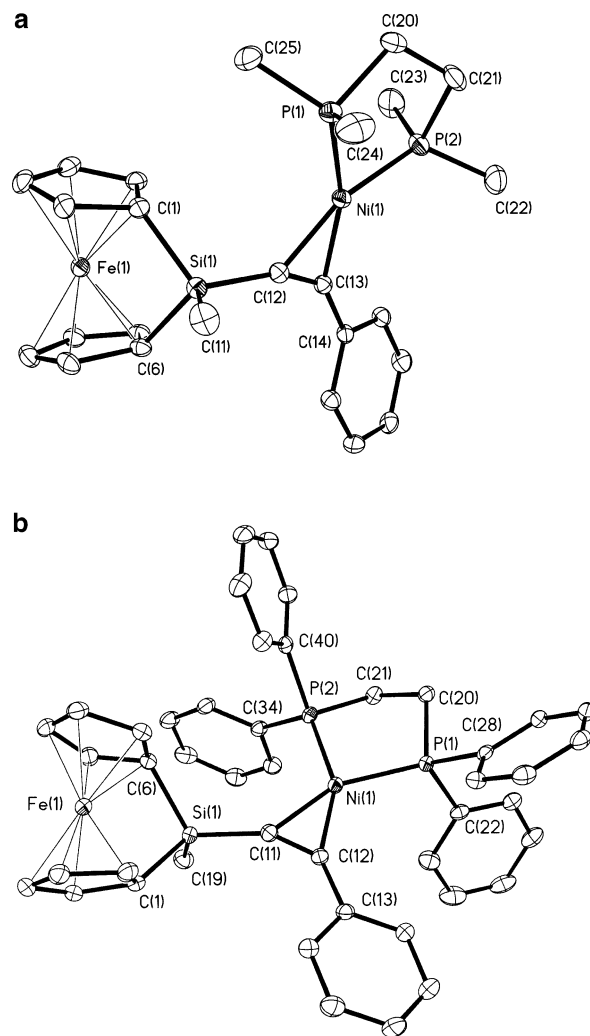 a
C(20)
C(25)
C(23)
C(21)
P(1)
P(2)
C(24)
C(22)
C(1)
Ni(1)
Si(1)
Fe(1)
C(12)
C(13)
C(11)
C(14)
C(6)
b
C(40)
C(21)
C(20)
P(2)
C(34)
C(28)
P(1)
C(6)
Ni(1)
Fe(1)
Si(1)
C(22)
C(11)
C(12)
C(19)
C(1)
C(13)